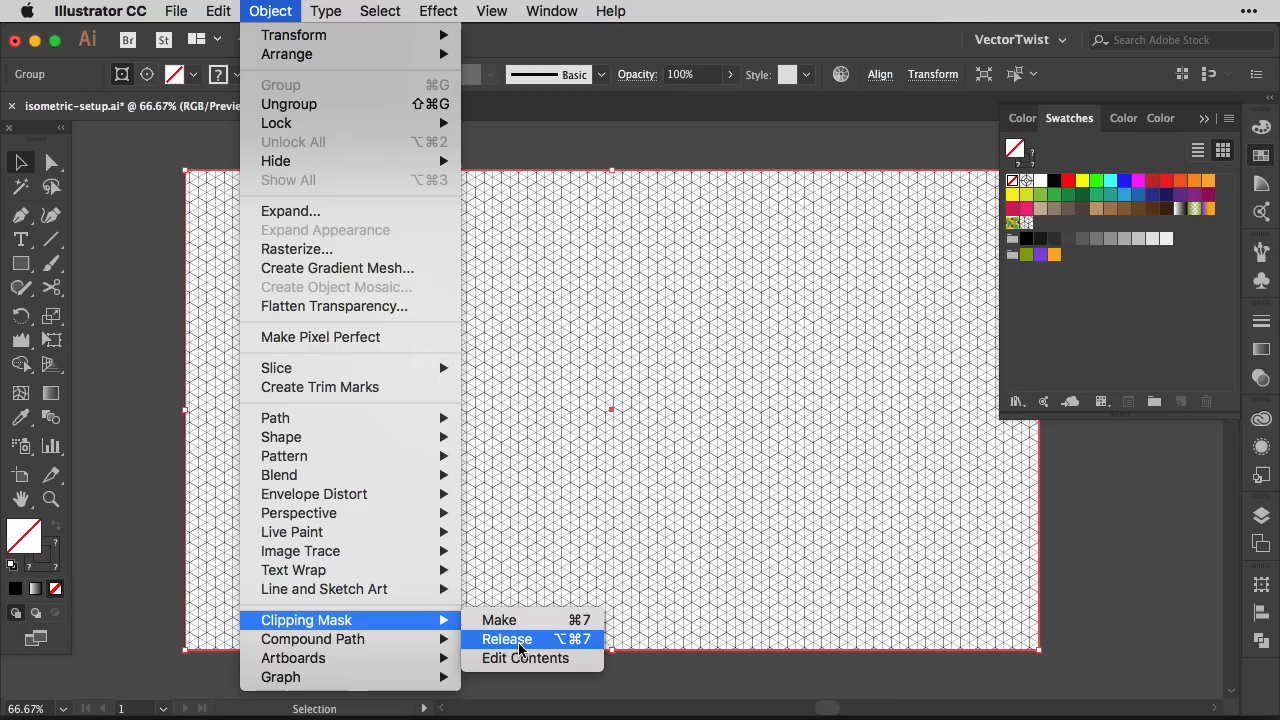 Illustrator CC File Edit Object Type Select Effect View Window Help
Ai Br St VectorTwist Search Adobe Stock
Group ? Basic Opacity: 100% Style: Align Transform
× isometric-setup.ai* @ 66.67% (RGB/Previe
Transform
Arrange
Group ⌘G
Ungroup ⇧⌘G
Lock
Unlock All ⌥⌘2
Hide
Show All ⌥⌘3
Expand...
Expand Appearance
Rasterize...
Create Gradient Mesh...
Create Object Mosaic...
Flatten Transparency...
Make Pixel Perfect
Slice
Create Trim Marks
Path
Shape
Pattern
Blend
Envelope Distort
Perspective
Live Paint
Image Trace
Text Wrap
Line and Sketch Art
Clipping Mask
Compound Path
Artboards
Graph
Make ⌘7
Release ⌥⌘7
Edit Contents
Color Swatches Color Color
66.67% 1 Selection